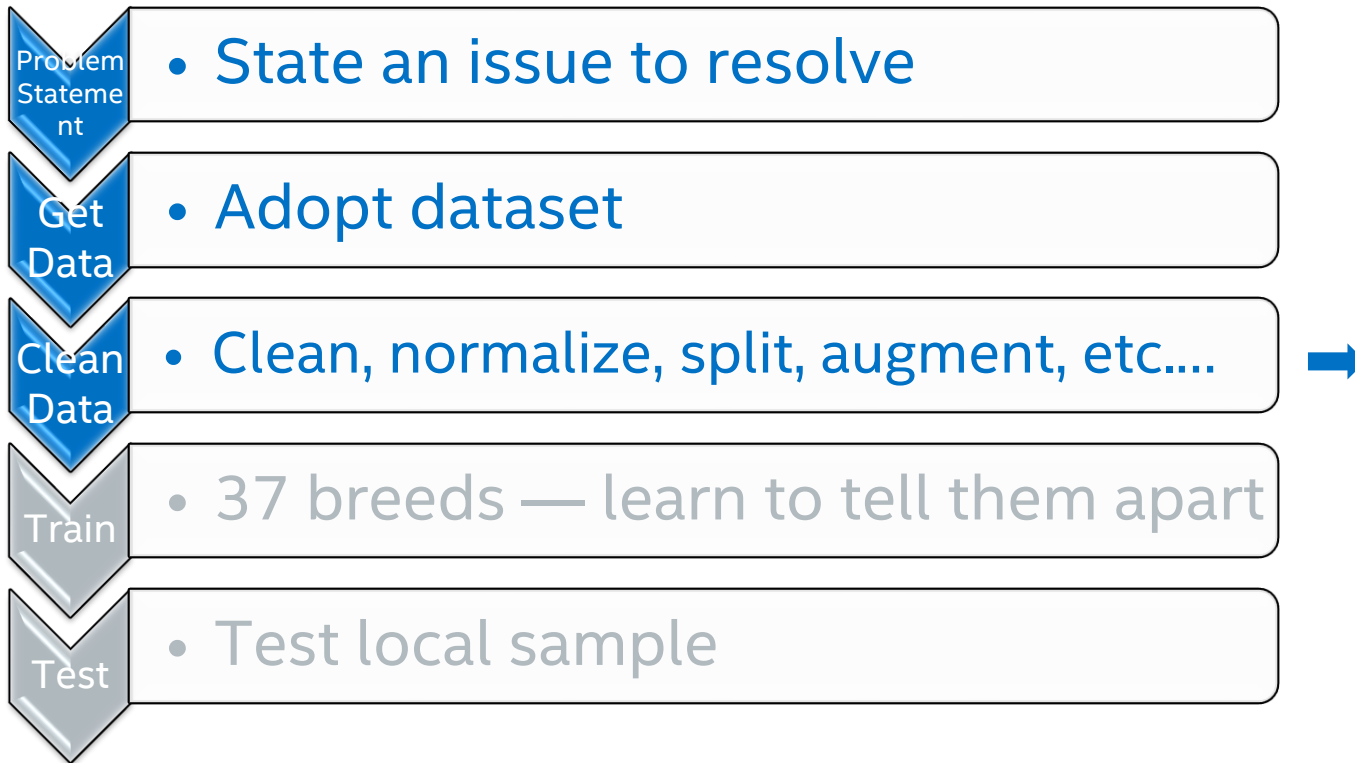 Problem
Stateme
nt
• State an issue to resolve
Get
Data
• Adopt dataset
Clean
Data
• Clean, normalize, split, augment, etc....
Train
• 37 breeds — learn to tell them apart
Test
• Test local sample